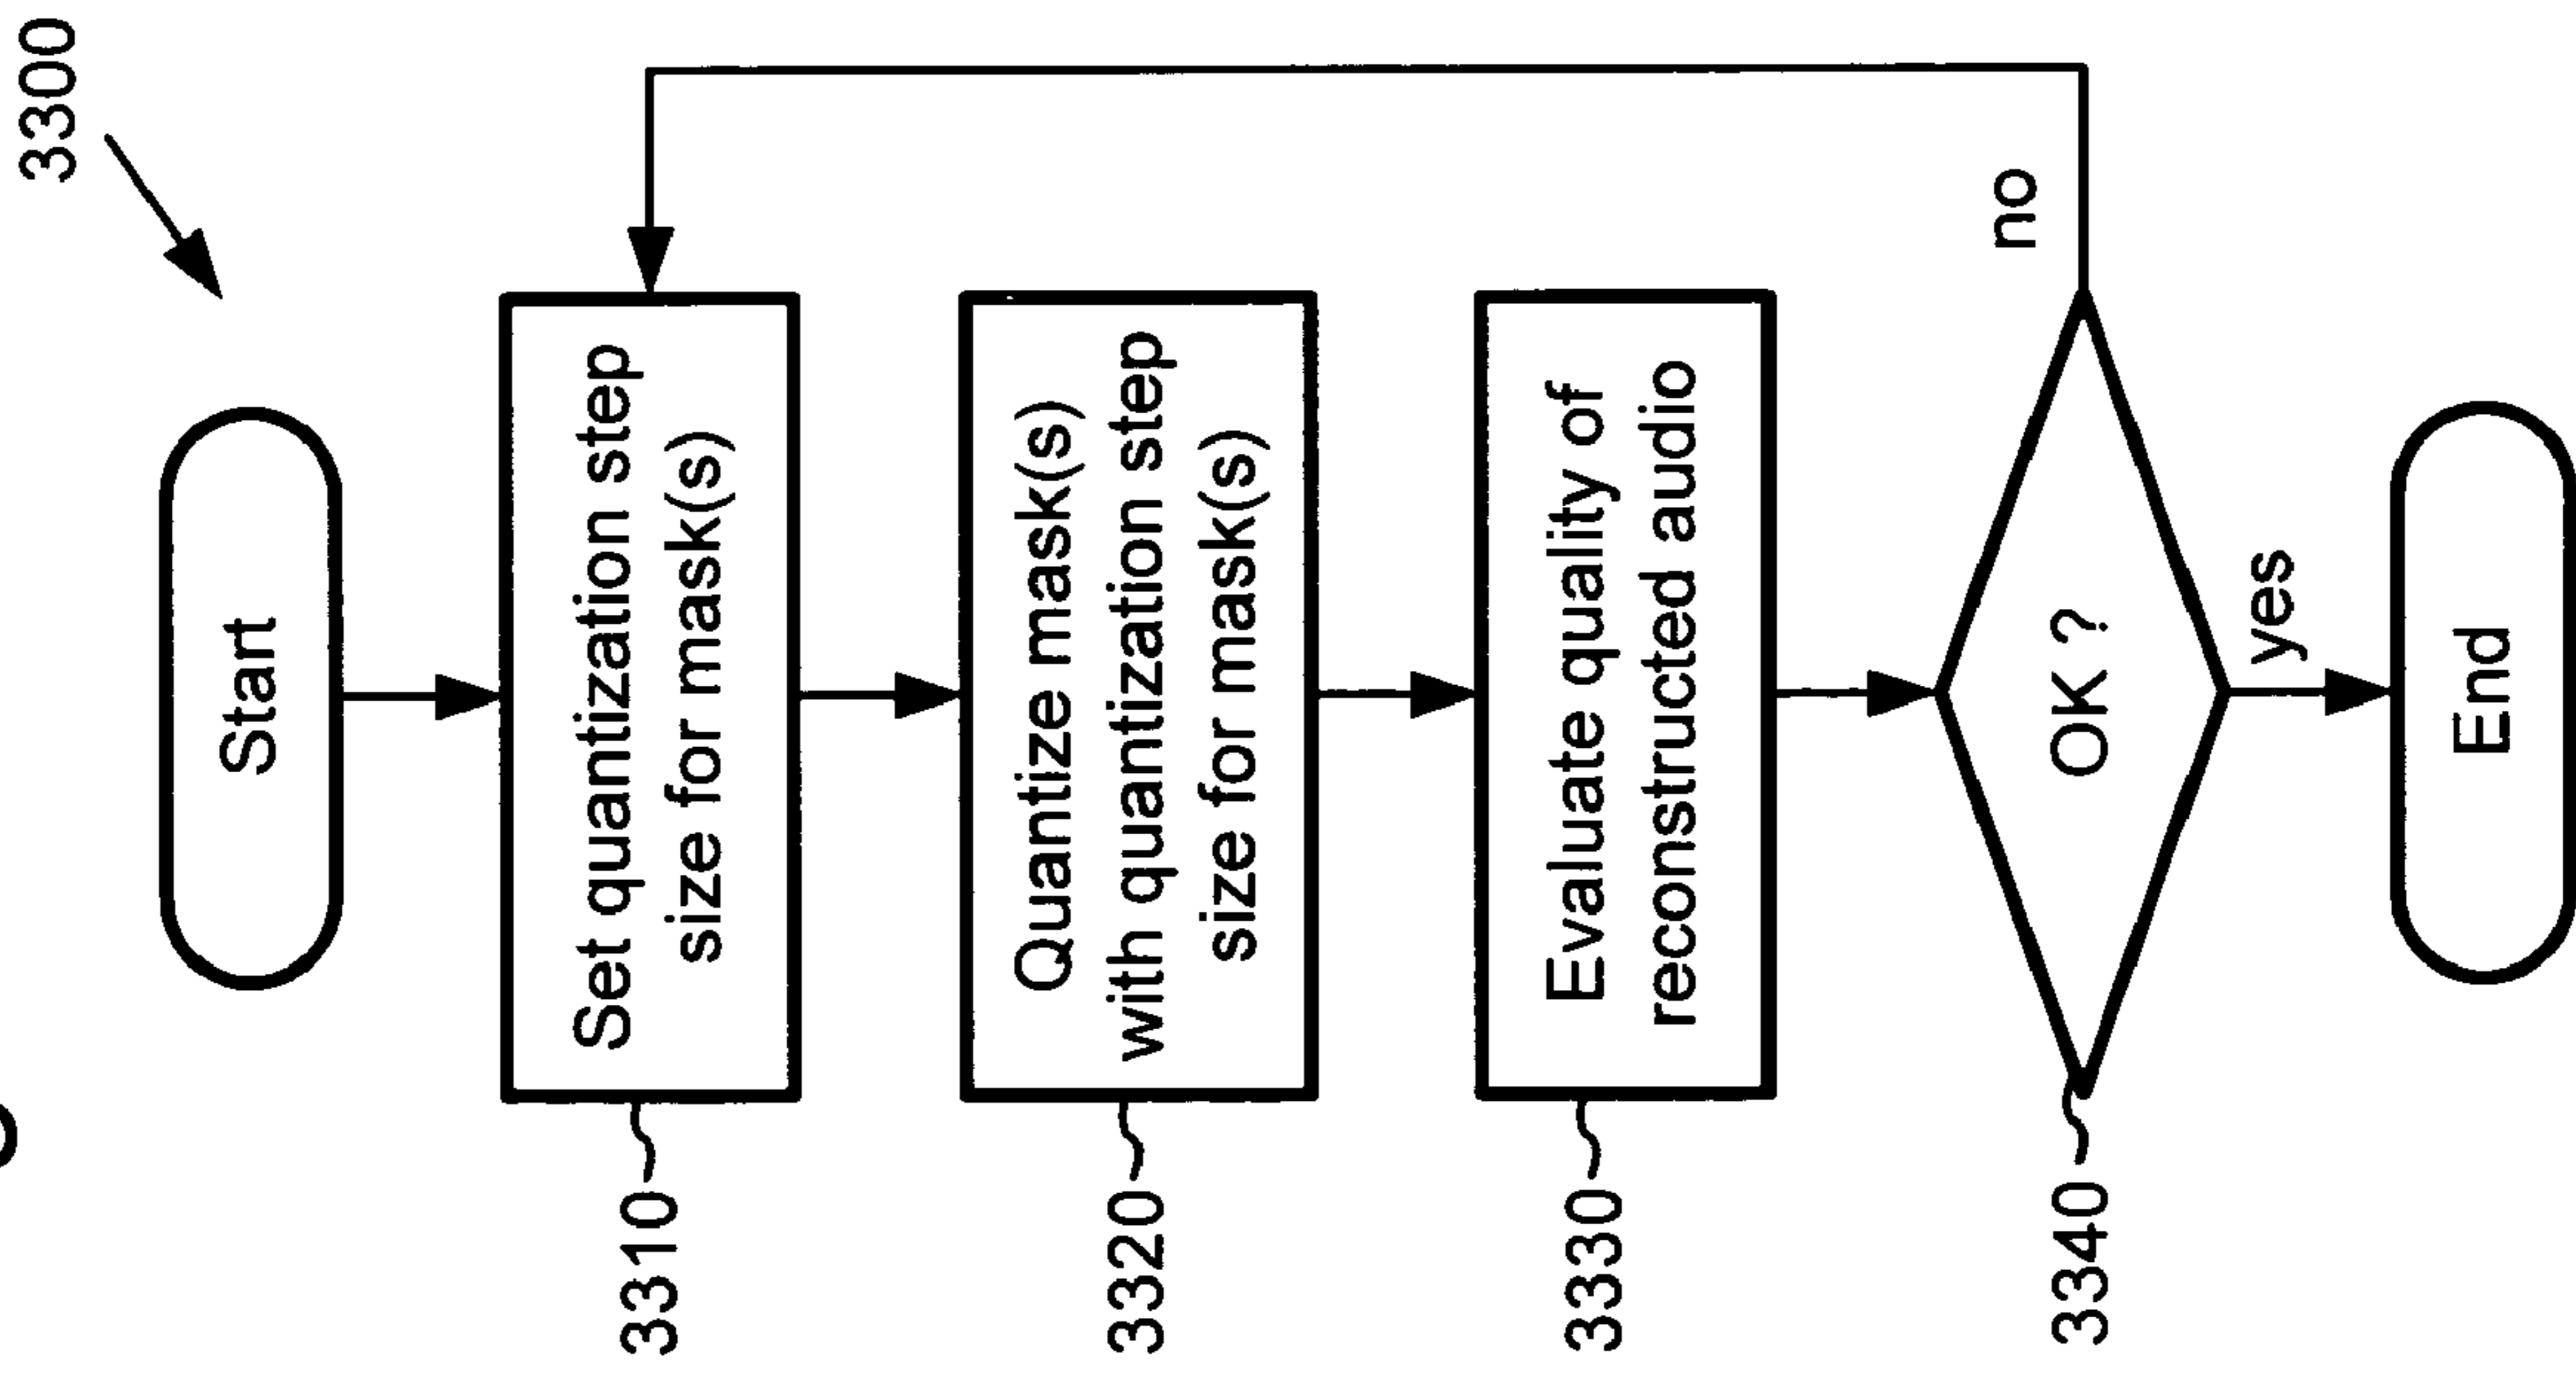 3300
Start
Set quantization step
size for mask(s)
3310
Quantize mask(s)
with quantization step
size for mask(s)
3320
Evaluate quality of
reconstructed audio
3330
OK ?
no
3340
yes
End